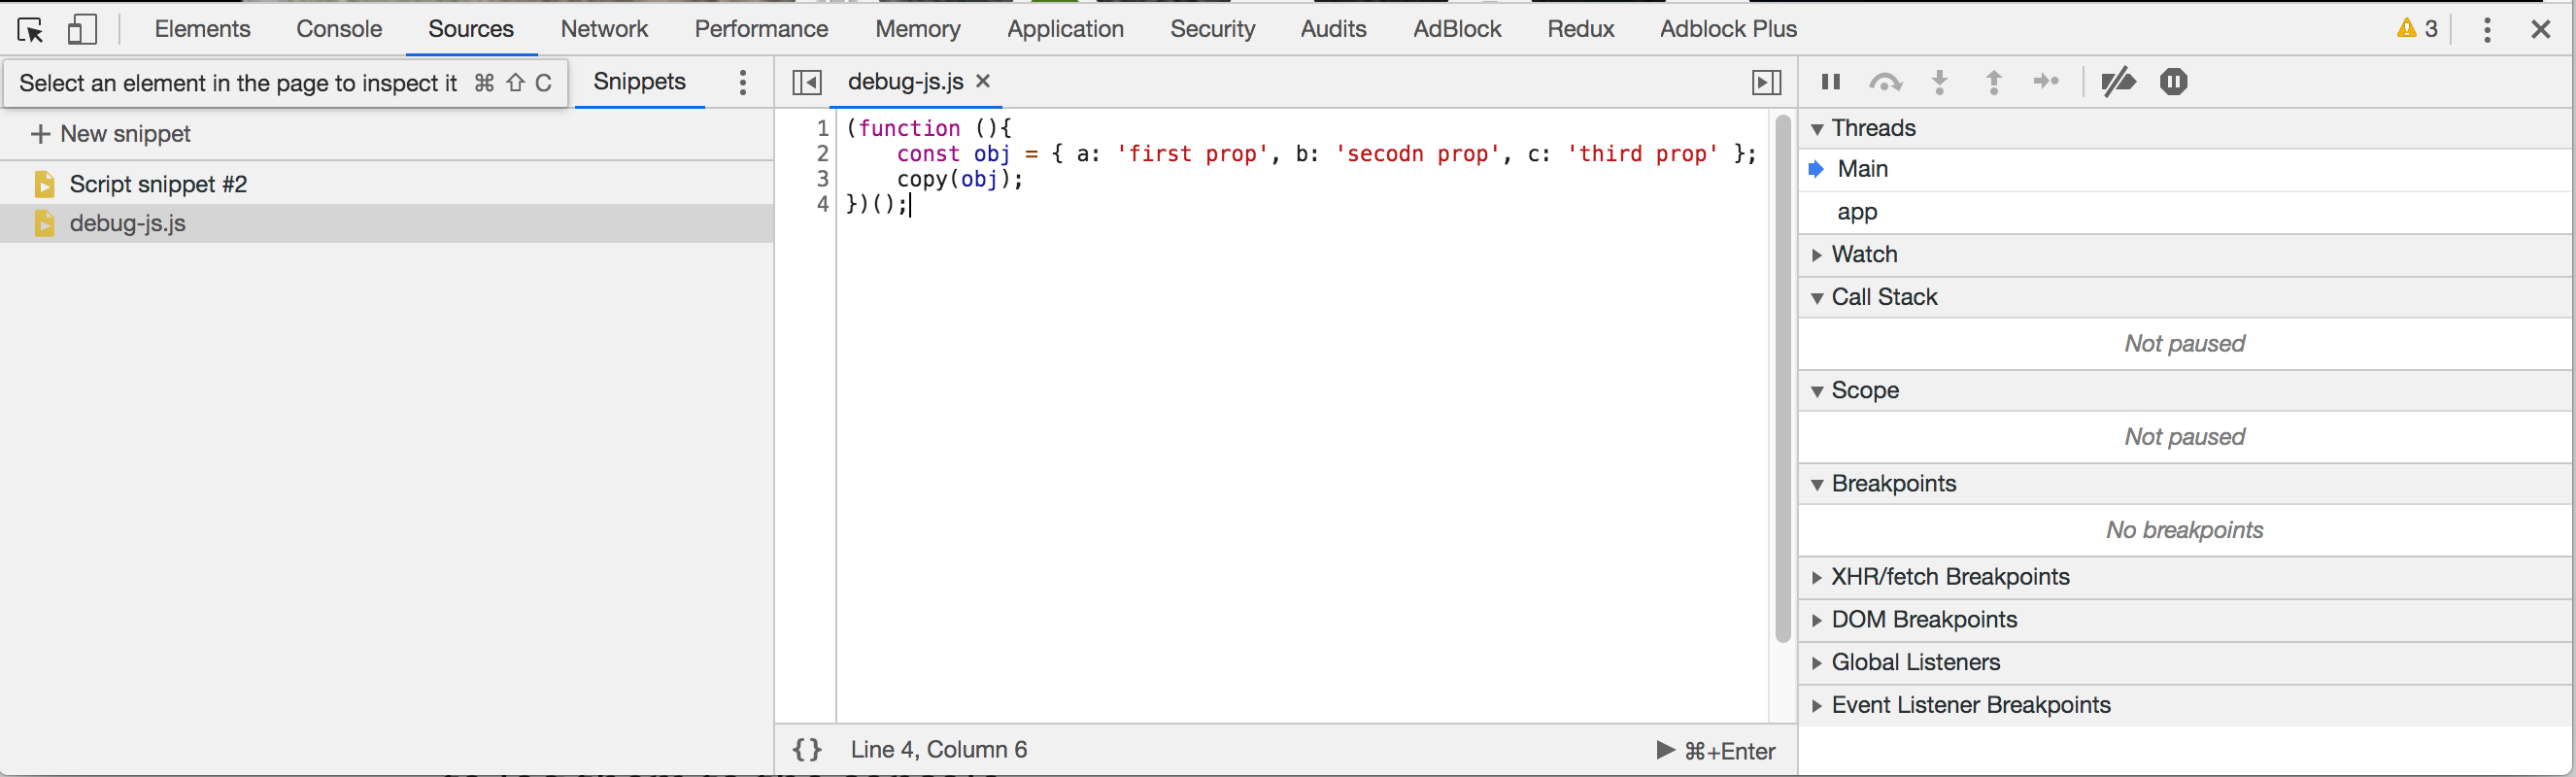 Elements Console Sources Network Performance Memory Application Security Audits AdBlock Redux Adblock Plus 3
Select an element in the page to inspect it ⌘ ⇧ C
Snippets
New snippet
Script snippet #2
debug-js.js
debug-js.js
1 (function (){
2     const obj = { a: 'first prop', b: 'secodn prop', c: 'third prop' };
3     copy(obj);
4 })();
{} Line 4, Column 6
⌘+Enter
Threads
Main
app
Watch
Call Stack
Not paused
Scope
Not paused
Breakpoints
No breakpoints
XHR/fetch Breakpoints
DOM Breakpoints
Global Listeners
Event Listener Breakpoints